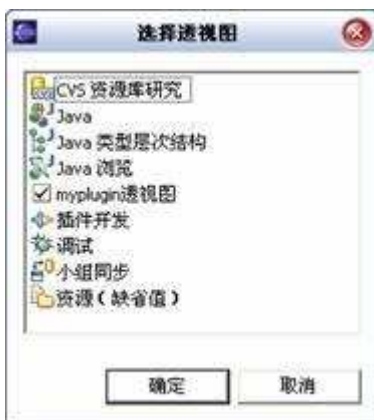 选择透视图
CVS 资源库研究
Java
Java 类型层次结构
Java 浏览
myplugin透视图
插件开发
调试
小组同步
资源(缺省值)
确定
取消